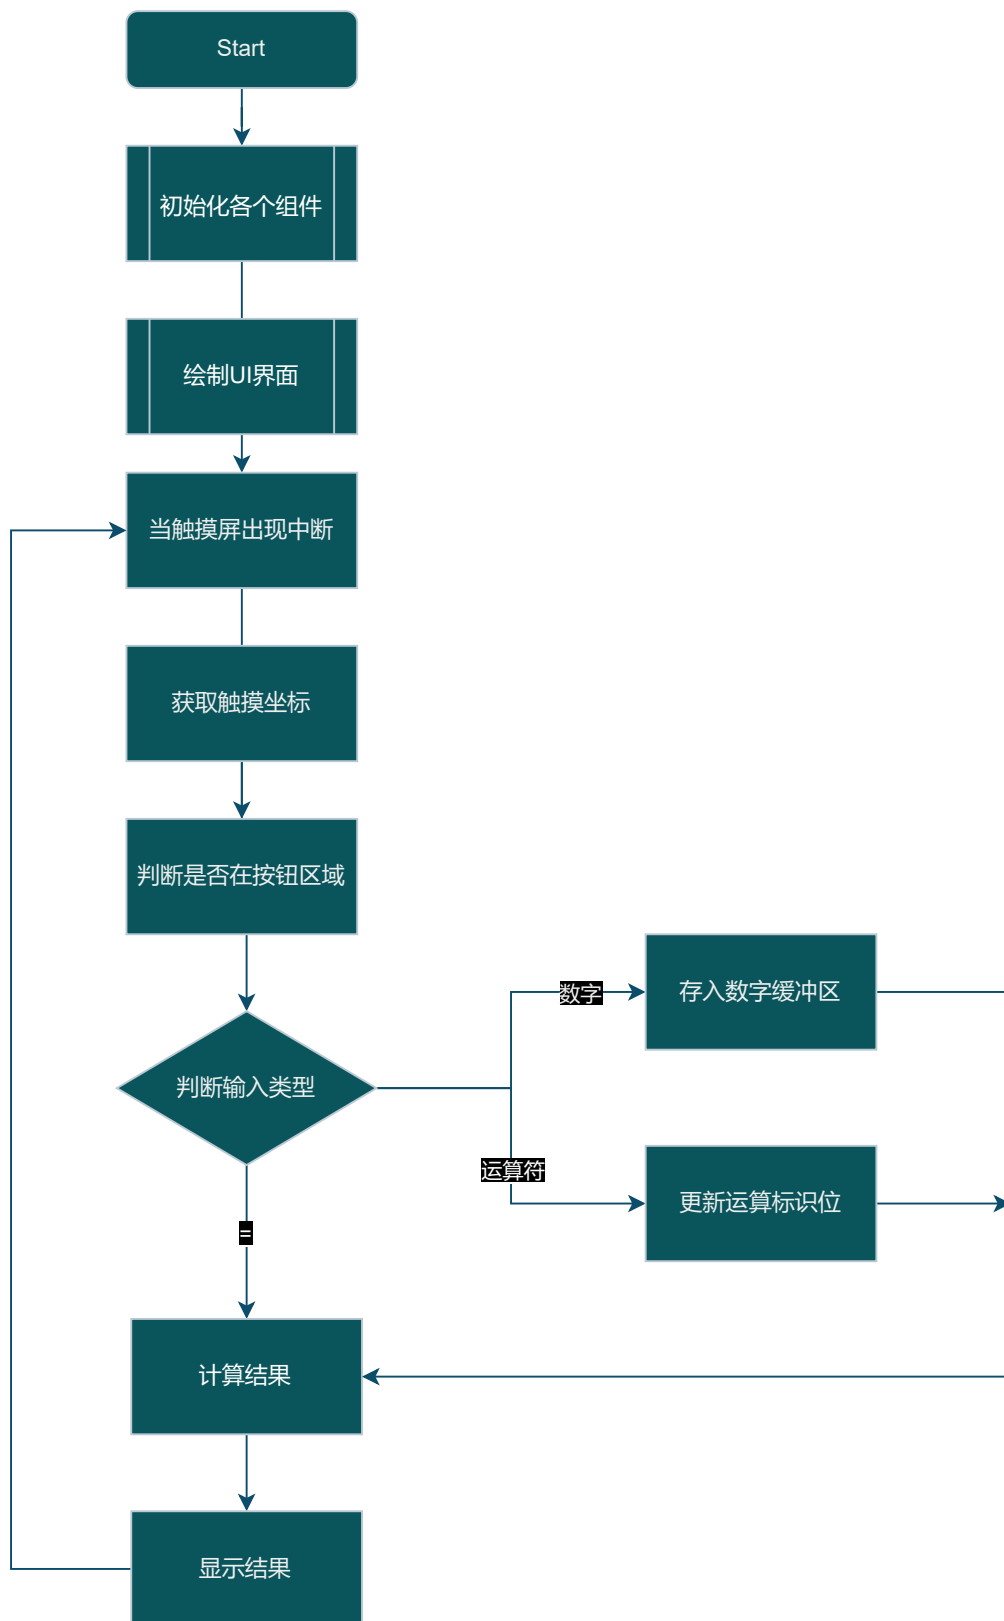 Start
初始化各个组件
绘制UI界面
当触摸屏出现中断
获取触摸坐标
判断是否在按钮区域
数字
存入数字缓冲区
判断输入类型
运算符
更新运算标识位
=
计算结果
显示结果